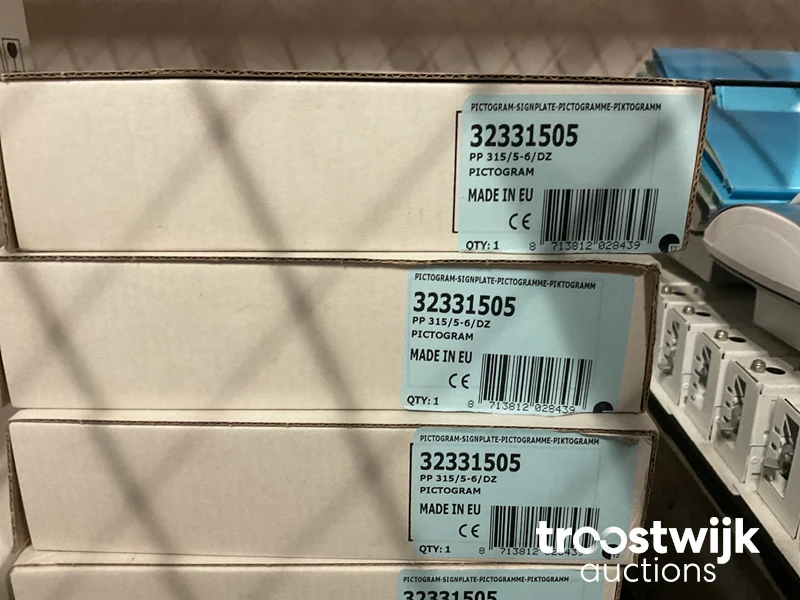 PICTOGRAM-SIGNPLATE-PICTOGRAMME-PIKTOGRAMM
32331505
PP 315/5-6/DZ
PICTOGRAM
MADE IN EU
CE
QTY: 1
8 713812 028439
PICTOGRAM-SIGNPLATE-PICTOGRAMME-PIKTOGRAMM
32331505
PP 315/5-6/DZ
PICTOGRAM
MADE IN EU
CE
QTY: 1
8 713812 028439
PICTOGRAM-SIGNPLATE-PICTOGRAMME-PIKTOGRAMM
32331505
PP 315/5-6/DZ
PICTOGRAM
MADE IN EU
CE
QTY: 1
8 713812 028439
PICTOGRAM-SIGNPLATE-PICTOGRAMME-PIKTOGRAMM
32331505
troostwijk
auctions